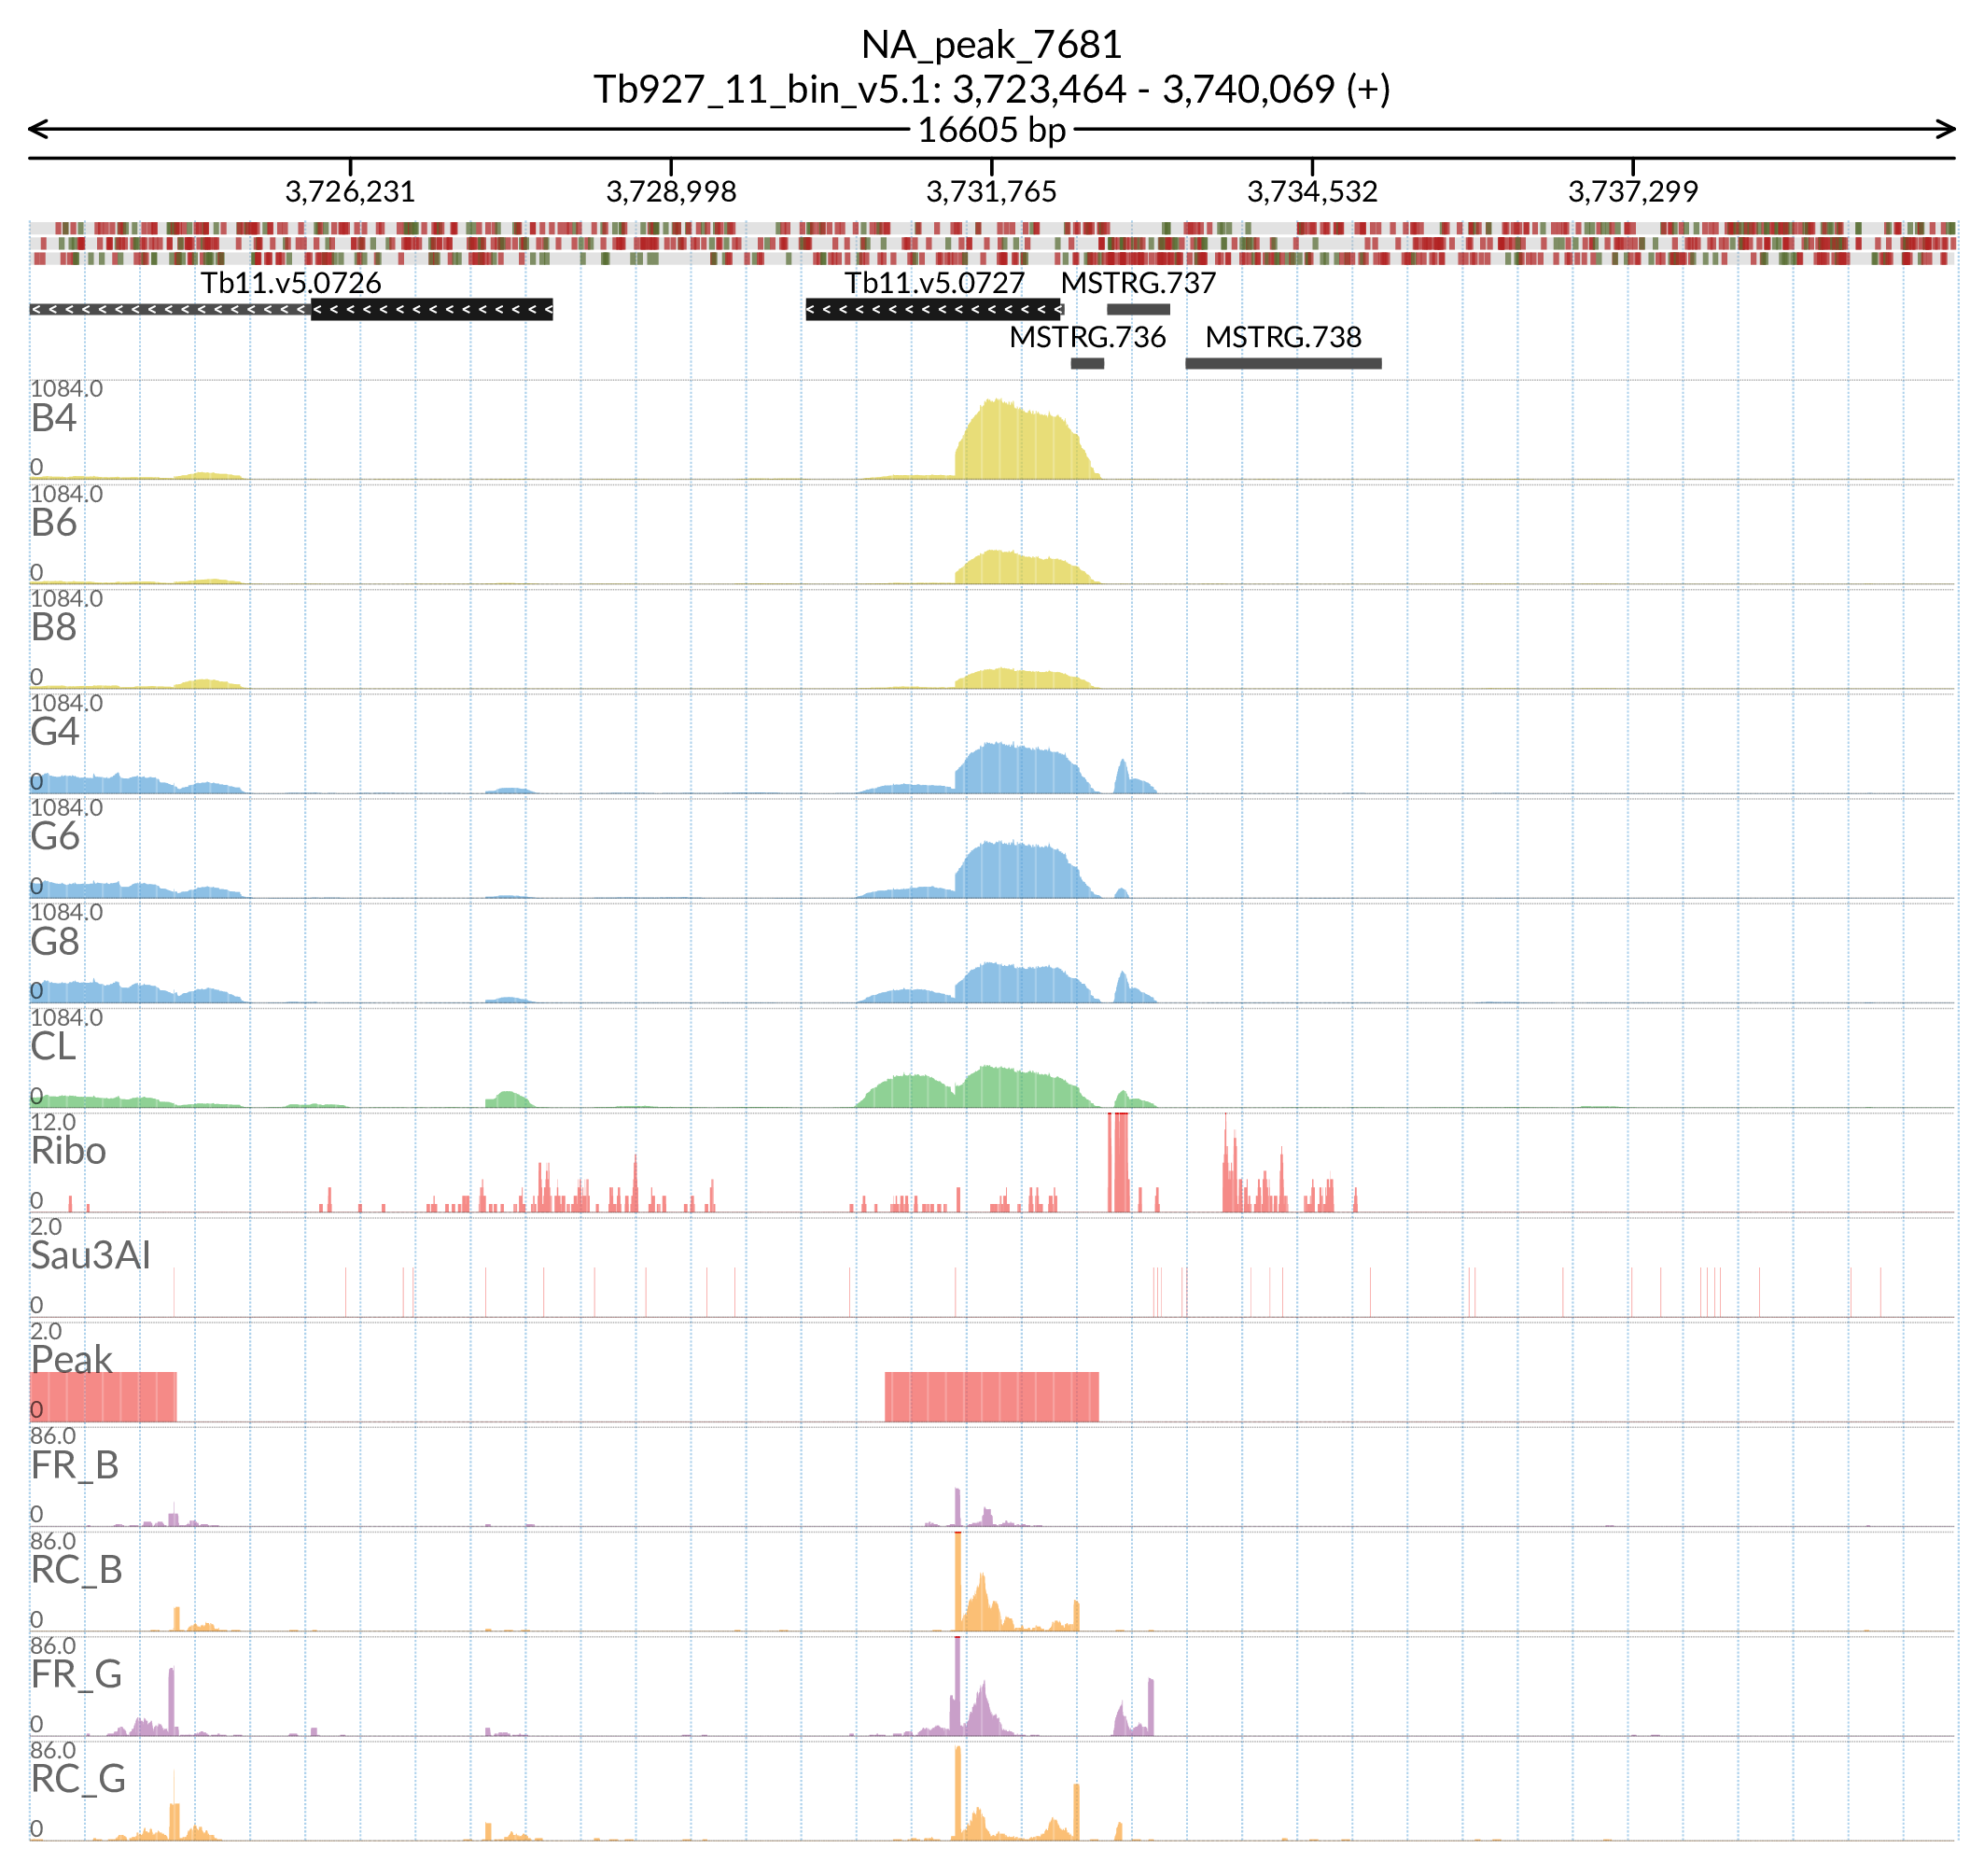 NA_peak_7681
Tb927_11_bin_v5.1: 3,723,464 - 3,740,069 (+)
16605 bp
3,726,231 3,728,998 3,731,765 3,734,532 3,737,299
Tb11.v5.0726 Tb11.v5.0727 MSTRG.737
MSTRG.736 MSTRG.738
1084.0
B4
0
1084.0
B6
0
1084.0
B8
0
1084.0
G4
0
1084.0
G6
0
1084.0
G8
0
1084.0
CL
0
12.0
Ribo
0
2.0
Sau3AI
0
2.0
Peak
0
86.0
FR_B
0
86.0
RC_B
0
86.0
FR_G
0
86.0
RC_G
0